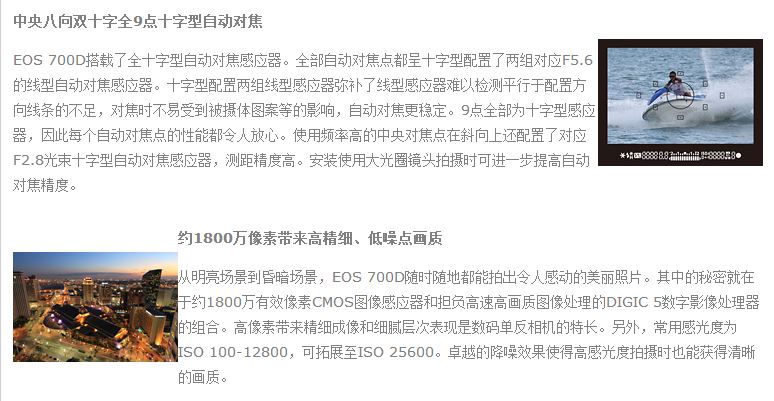 中央八向双十字全9点十字型自动对焦
EOS 700D搭载了全十字型自动对焦感应器。全部自动对焦点都呈十字型配置了两组对应F5.6
的线型自动对焦感应器。十字型配置两组线型感应器弥补了线型感应器难以检测平行于配置方
向线条的不足，对焦时不易受到被摄体图案等的影响，自动对焦更稳定。9点全部为十字型感应
器，因此每个自动对焦点的性能都令人放心。使用频率高的中央对焦点在斜向上还配置了对应
F2.8光束十字型自动对焦感应器，测距精度高。安装使用大光圈镜头拍摄时可进一步提高自动
对焦精度。
约1800万像素带来高精细、低噪点画质
从明亮场景到昏暗场景，EOS 700D随时随地都能拍出令人感动的美丽照片。其中的秘密就在
于约1800万有效像素CMOS图像感应器和担负高速高画质图像处理的DIGIC 5数字影像处理器
的组合。高像素带来精细成像和细腻层次表现是数码单反相机的特长。另外，常用感光度为
ISO 100-12800，可拓展至ISO 25600。卓越的降噪效果使得高感光度拍摄时也能获得清晰
的画质。